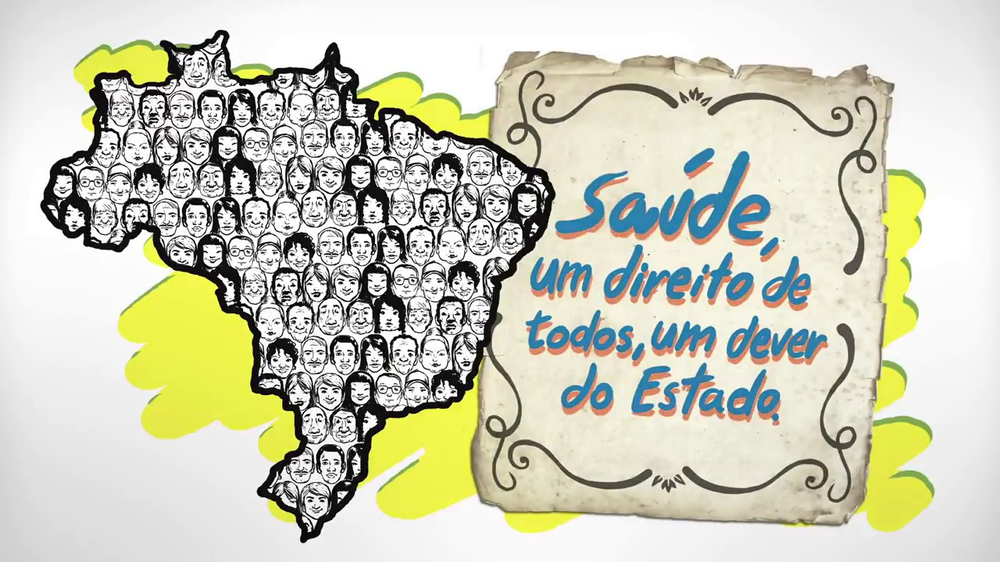 Saúde,
um direito de
todos, um dever
do Estado.